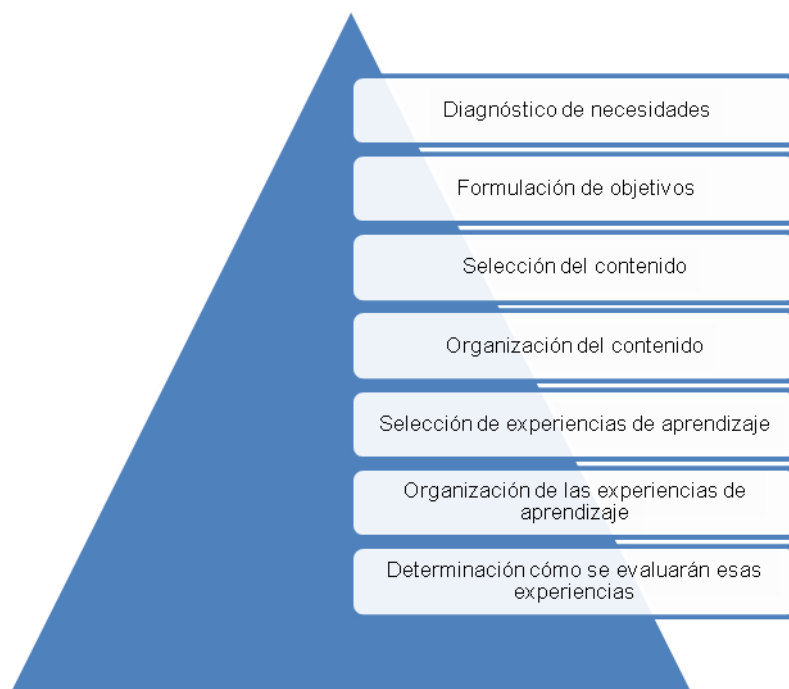 Diagnóstico de necesidades
Formulación de objetivos
Selección del contenido
Organización del contenido
Selección de experiencias de aprendizaje
Organización de las experiencias de
aprendizaje
Determinación cómo se evaluarán esas
experiencias